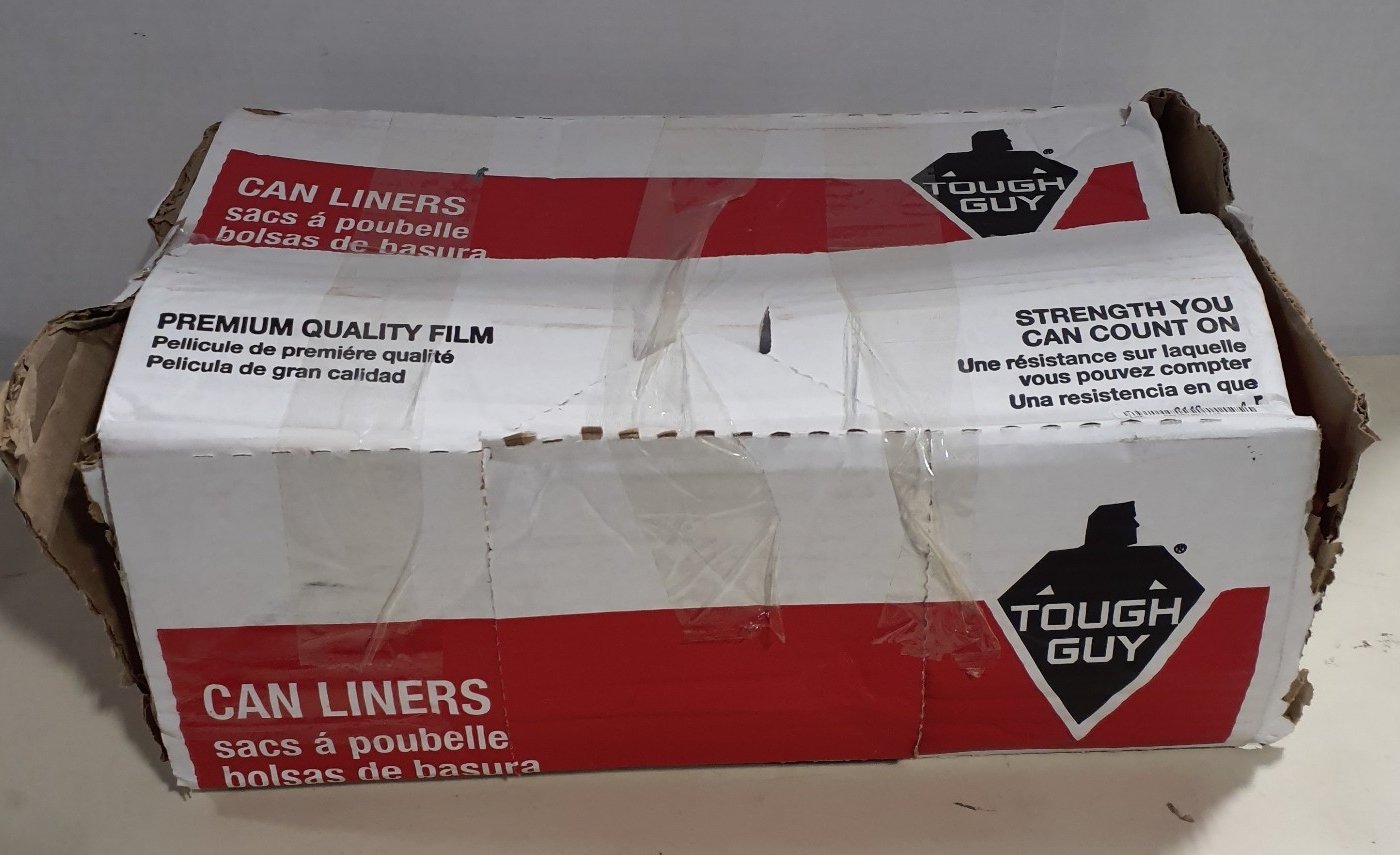 CAN LINERS
sacs á poubelle
bolsas de basura
TOUGH
GUY
®
PREMIUM QUALITY FILM
Pellicule de premiére qualité
Pelicula de gran calidad
STRENGTH YOU
CAN COUNT ON
Une résistance sur laquelle
vous pouvez compter
Una resistencia en que
TOUGH
GUY
®
CAN LINERS
sacs á poubelle
bolsas de basura